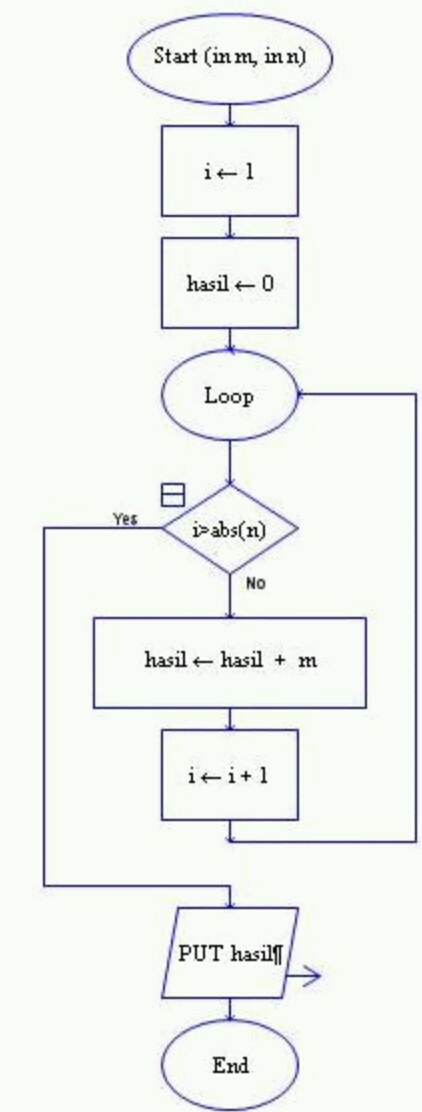 Start (in m, in n)
i ← 1
hasil ← 0
Loop
Yes
i>abs(n)
No
hasil ← hasil + m
i ← i + 1
PUT hasil¶
End